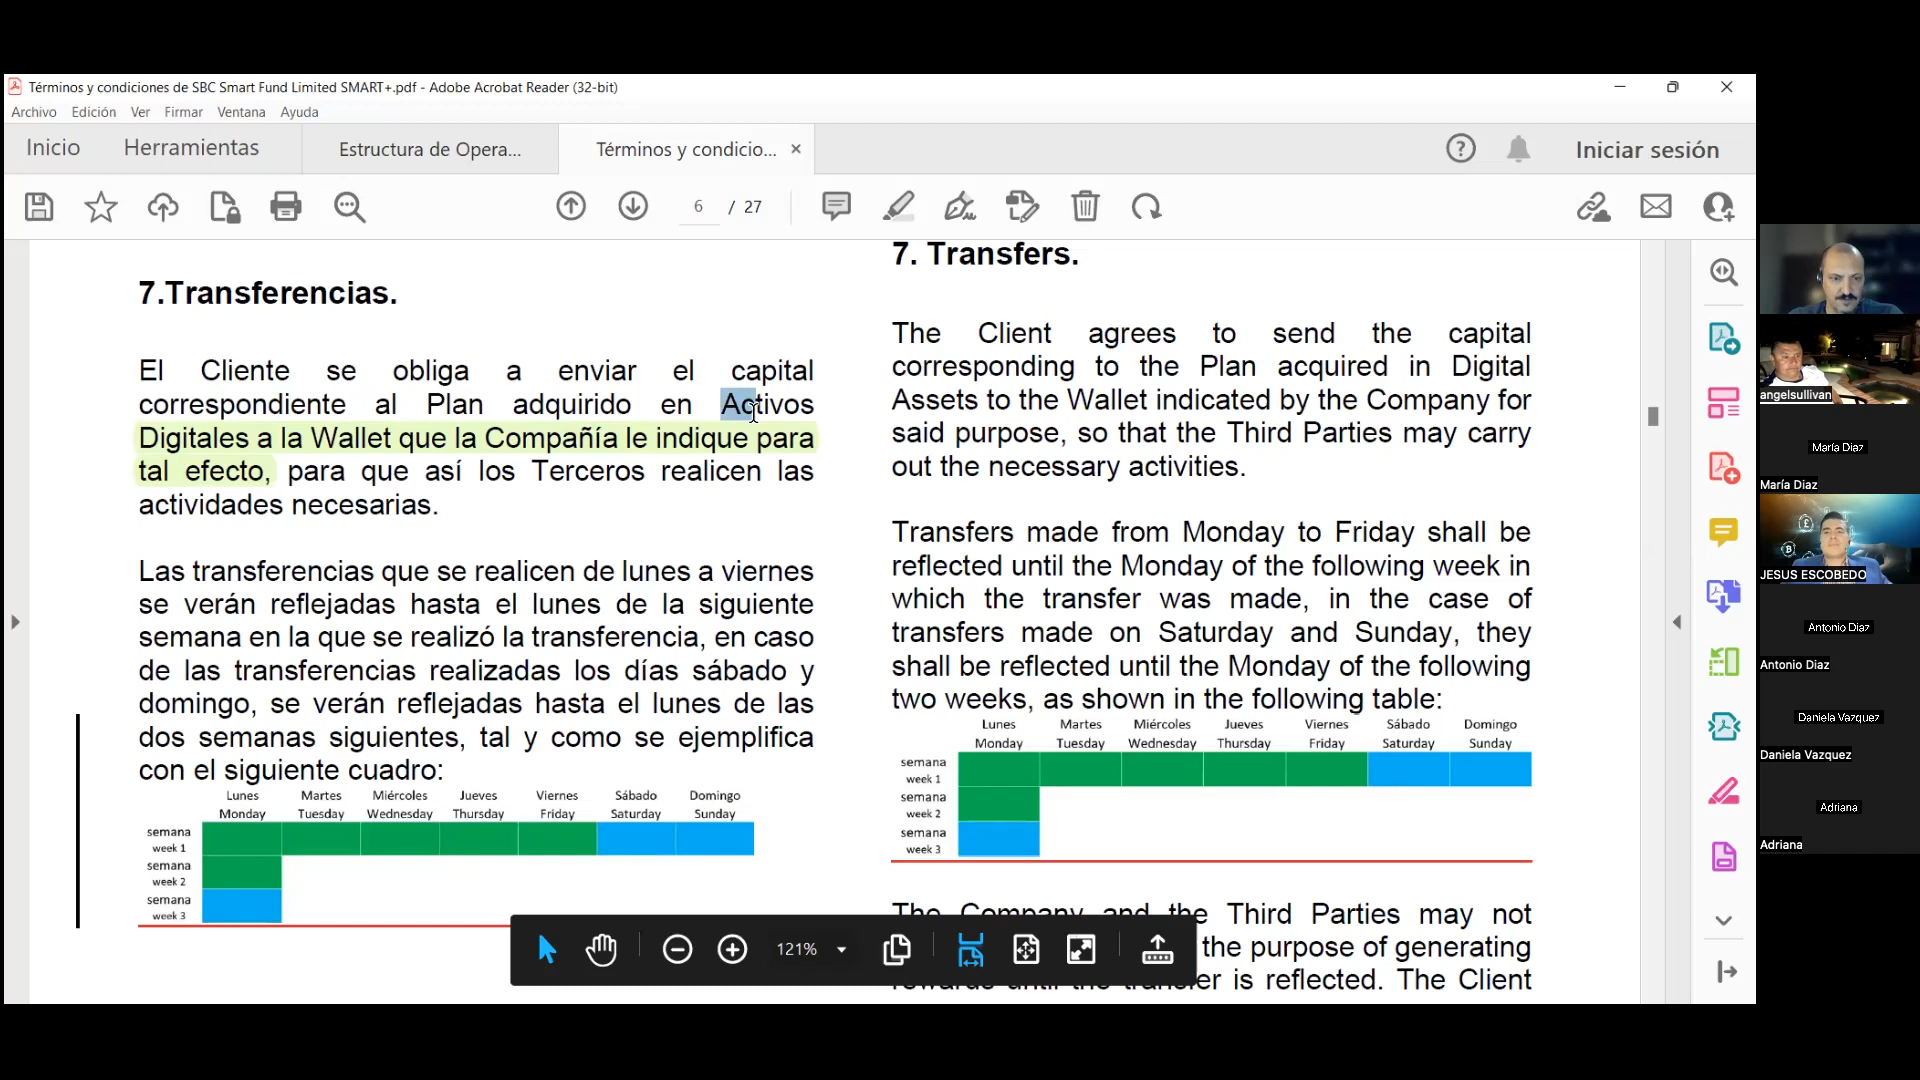 Términos y condiciones de SBC Smart Fund Limited SMART+.pdf - Adobe Acrobat Reader (32-bit)
Archivo Edición Ver Firmar Ventana Ayuda
Inicio Herramientas Estructura de Opera... Términos y condicio... Iniciar sesión
6 / 27
7.Transferencias.
El Cliente se obliga a enviar el capital
correspondiente al Plan adquirido en Activos
Digitales a la Wallet que la Compañía le indique para
tal efecto, para que así los Terceros realicen las
actividades necesarias.
Las transferencias que se realicen de lunes a viernes
se verán reflejadas hasta el lunes de la siguiente
semana en la que se realizó la transferencia, en caso
de las transferencias realizadas los días sábado y
domingo, se verán reflejadas hasta el lunes de las
dos semanas siguientes, tal y como se ejemplifica
con el siguiente cuadro:
Lunes Martes Miércoles Jueves Viernes Sábado Domingo
Monday Tuesday Wednesday Thursday Friday Saturday Sunday
semana
week 1
semana
week 2
semana
week 3
7. Transfers.
The Client agrees to send the capital
corresponding to the Plan acquired in Digital
Assets to the Wallet indicated by the Company for
said purpose, so that the Third Parties may carry
out the necessary activities.
Transfers made from Monday to Friday shall be
reflected until the Monday of the following week in
which the transfer was made, in the case of
transfers made on Saturday and Sunday, they
shall be reflected until the Monday of the following
two weeks, as shown in the following table:
Lunes Martes Miércoles Jueves Viernes Sábado Domingo
Monday Tuesday Wednesday Thursday Friday Saturday Sunday
semana
week 1
semana
week 2
semana
week 3
The Company and the Third Parties may not
the purpose of generating
rewards until the transfer is reflected. The Client
121%
angelsullivan
María Diaz
María Diaz
JESUS ESCOBEDO
Antonio Diaz
Antonio Diaz
Daniela Vazquez
Daniela Vazquez
Adriana
Adriana